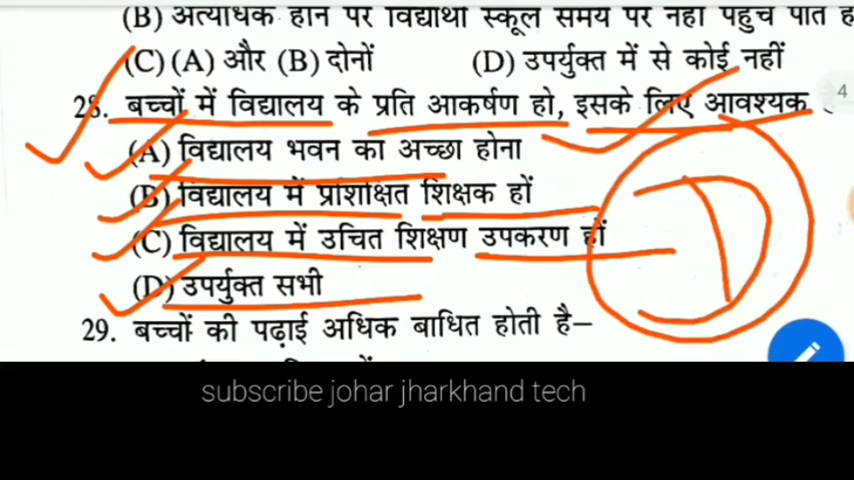 (B) अत्याधक हान पर विद्याथा स्कूल समय पर नहा पहुच पात ह
(C) (A) और (B) दोनों (D) उपर्युक्त में से कोई नहीं
28. बच्चों में विद्यालय के प्रति आकर्षण हो, इसके लिए आवश्यक
4
(A) विद्यालय भवन का अच्छा होना
(B) विद्यालय में प्रशिक्षित शिक्षक हों
(C) विद्यालय में उचित शिक्षण उपकरण हों
D
(D) उपर्युक्त सभी
29. बच्चों की पढ़ाई अधिक बाधित होती है–
subscribe johar jharkhand tech